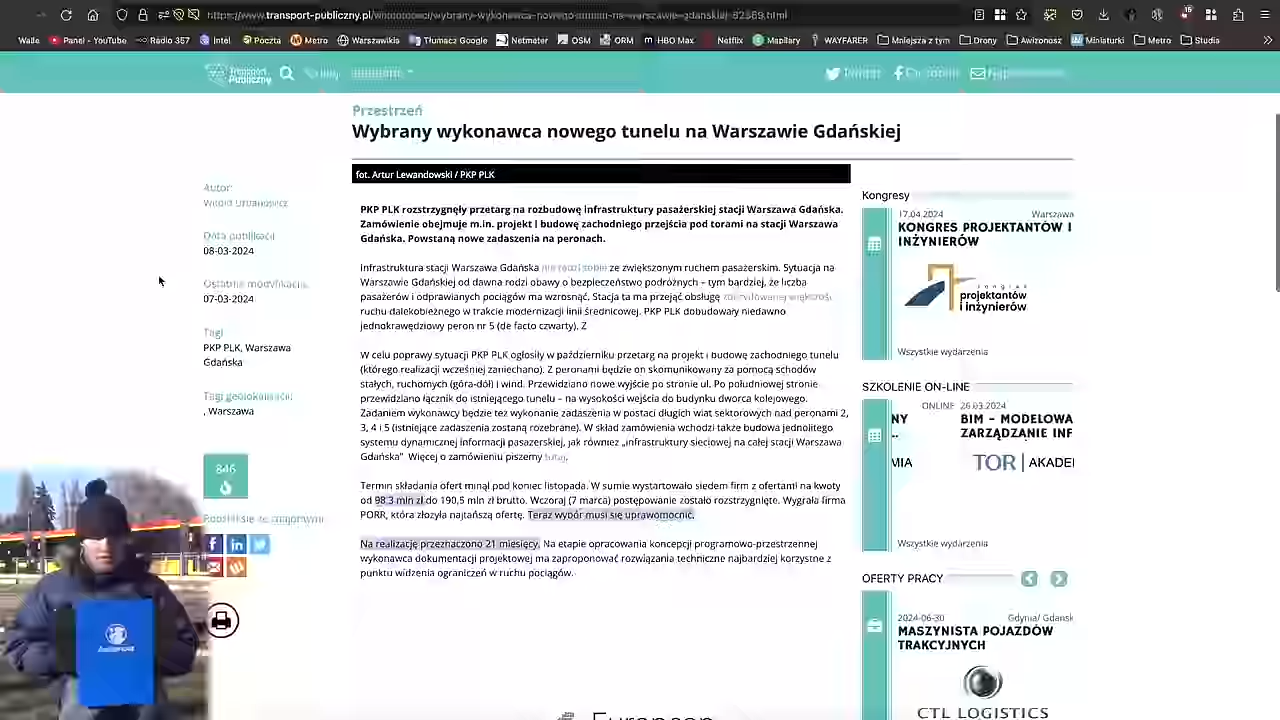 https://www.transport-publiczny.pl/wiadomosci/wybrany-wykonawca-nowego-tunelu-na-warszawie-gdanskiej-82569.html
Walle
Panel - YouTube
Radio 357
Intel
Poczta
Metro
Warszawikia
Tłumacz Google
Netmeter
OSM
ORM
HBO Max
Netflix
Mapilary
WAYFARER
Mniejsza z tym
Drony
Awizonosz
Miniaturki
Metro
Studia
Transport
Publiczny
Przestrzeń
Wybrany wykonawca nowego tunelu na Warszawie Gdańskiej
fot. Artur Lewandowski / PKP PLK
Autor:
Witold Urbanowicz
Data publikacji
08-03-2024
Ostatnia modyfikacja
07-03-2024
Tagi
PKP PLK, Warszawa
Gdańska
Tagi geolokalizacji:
, Warszawa
846
Podziel się ze znajomymi
PKP PLK rozstrzygnęły przetarg na rozbudowę infrastruktury pasażerskiej stacji Warszawa Gdańska.
Zamówienie obejmuje m.in. projekt i budowę zachodniego przejścia pod torami na stacji Warszawa
Gdańska. Powstaną nowe zadaszenia na peronach.
Infrastruktura stacji Warszawa Gdańska nie radzi sobie ze zwiększonym ruchem pasażerskim. Sytuacja na
Warszawie Gdańskiej od dawna rodzi obawy o bezpieczeństwo podróżnych – tym bardziej, że liczba
pasażerów i odprawianych pociągów ma wzrosnąć. Stacja ta ma przejąć obsługę zdecydowanej większości
ruchu dalekobieżnego w trakcie modernizacji linii średnicowej. PKP PLK dobudowały niedawno
jednokrawędziowy peron nr 5 (de facto czwarty). Z
W celu poprawy sytuacji PKP PLK ogłosiły w październiku przetarg na projekt i budowę zachodniego tunelu
(którego realizacji wcześniej zaniechano). Z peronami będzie on skomunikowany za pomocą schodów
stałych, ruchomych (góra-dół) i wind. Przewidziano nowe wyjście po stronie ul. Po południowej stronie
przewidziano łącznik do istniejącego tunelu – na wysokości wejścia do budynku dworca kolejowego.
Zadaniem wykonawcy będzie też wykonanie zadaszenia w postaci długich wiat sektorowych nad peronami 2,
3, 4 i 5 (istniejące zadaszenia zostaną rozebrane). W skład zamówienia wchodzi także budowa jednolitego
systemu dynamicznej informacji pasażerskiej, jak również „infrastruktury sieciowej na całej stacji Warszawa
Gdańska” Więcej o zamówieniu piszemy tutaj.
Termin składania ofert minął pod koniec listopada. W sumie wystartowało siedem firm z ofertami na kwoty
od 98,3 mln zł do 190,5 mln zł brutto. Wczoraj (7 marca) postępowanie zostało rozstrzygnięte. Wygrała firma
PORR, która złożyła najtańszą ofertę. Teraz wybór musi się uprawomocnić.
Na realizację przeznaczono 21 miesięcy. Na etapie opracowania koncepcji programowo-przestrzennej
wykonawca dokumentacji projektowej ma zaproponować rozwiązania techniczne najbardziej korzystne z
punktu widzenia ograniczeń w ruchu pociągów.
Kongresy
17.04.2024 Warszawa
KONGRES PROJEKTANTÓW I
INŻYNIERÓW
kongres
projektantów
i inżynierów
Wszystkie wydarzenia
SZKOLENIE ON-LINE
ONLINE 26.03.2024
NY
..
BIM – MODELOWA
ZARZĄDZANIE INF
MIA
TOR | AKADE
Wszystkie wydarzenia
OFERTY PRACY
2024-06-30 Gdynia/ Gdańsk
MASZYNISTA POJAZDÓW
TRAKCYJNYCH
CTL LOGISTICS
European